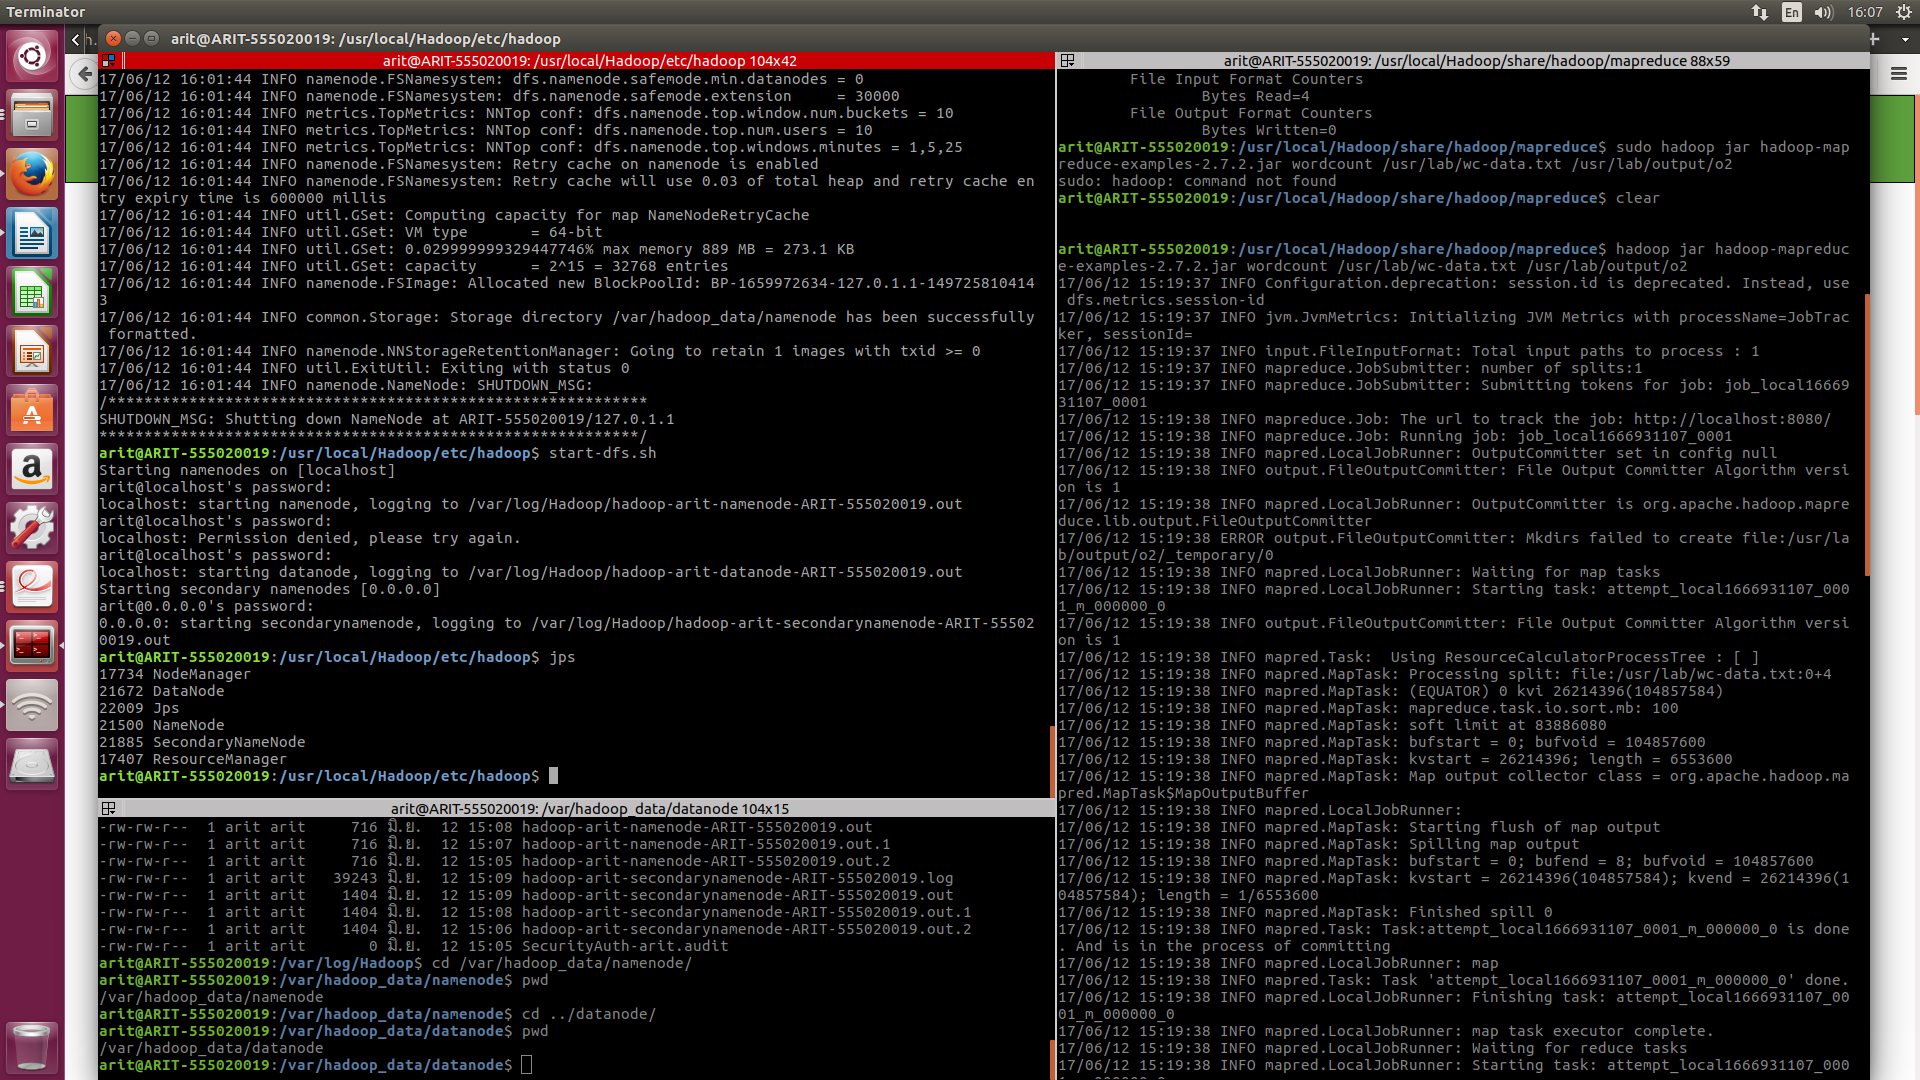 Terminator
En
16:07
arit@ARIT-555020019: /usr/local/Hadoop/etc/hadoop
arit@ARIT-555020019: /usr/local/Hadoop/etc/hadoop 104x42
17/06/12 16:01:44 INFO namenode.FSNamesystem: dfs.namenode.safemode.min.datanodes = 0
17/06/12 16:01:44 INFO namenode.FSNamesystem: dfs.namenode.safemode.extension     = 30000
17/06/12 16:01:44 INFO metrics.TopMetrics: NNTop conf: dfs.namenode.top.window.num.buckets = 10
17/06/12 16:01:44 INFO metrics.TopMetrics: NNTop conf: dfs.namenode.top.num.users = 10
17/06/12 16:01:44 INFO metrics.TopMetrics: NNTop conf: dfs.namenode.top.windows.minutes = 1,5,25
17/06/12 16:01:44 INFO namenode.FSNamesystem: Retry cache on namenode is enabled
17/06/12 16:01:44 INFO namenode.FSNamesystem: Retry cache will use 0.03 of total heap and retry cache en
try expiry time is 600000 millis
17/06/12 16:01:44 INFO util.GSet: Computing capacity for map NameNodeRetryCache
17/06/12 16:01:44 INFO util.GSet: VM type       = 64-bit
17/06/12 16:01:44 INFO util.GSet: 0.029999999329447746% max memory 889 MB = 273.1 KB
17/06/12 16:01:44 INFO util.GSet: capacity      = 2^15 = 32768 entries
17/06/12 16:01:44 INFO namenode.FSImage: Allocated new BlockPoolId: BP-1659972634-127.0.1.1-149725810414
3
17/06/12 16:01:44 INFO common.Storage: Storage directory /var/hadoop_data/namenode has been successfully
 formatted.
17/06/12 16:01:44 INFO namenode.NNStorageRetentionManager: Going to retain 1 images with txid >= 0
17/06/12 16:01:44 INFO util.ExitUtil: Exiting with status 0
17/06/12 16:01:44 INFO namenode.NameNode: SHUTDOWN_MSG:
/************************************************************
SHUTDOWN_MSG: Shutting down NameNode at ARIT-555020019/127.0.1.1
************************************************************/
arit@ARIT-555020019:/usr/local/Hadoop/etc/hadoop$ start-dfs.sh
Starting namenodes on [localhost]
arit@localhost's password:
localhost: starting namenode, logging to /var/log/Hadoop/hadoop-arit-namenode-ARIT-555020019.out
arit@localhost's password:
localhost: Permission denied, please try again.
arit@localhost's password:
localhost: starting datanode, logging to /var/log/Hadoop/hadoop-arit-datanode-ARIT-555020019.out
Starting secondary namenodes [0.0.0.0]
arit@0.0.0.0's password:
0.0.0.0: starting secondarynamenode, logging to /var/log/Hadoop/hadoop-arit-secondarynamenode-ARIT-55502
0019.out
arit@ARIT-555020019:/usr/local/Hadoop/etc/hadoop$ jps
17734 NodeManager
21672 DataNode
22009 Jps
21500 NameNode
21885 SecondaryNameNode
17407 ResourceManager
arit@ARIT-555020019:/usr/local/Hadoop/etc/hadoop$
arit@ARIT-555020019: /var/hadoop_data/datanode 104x15
-rw-rw-r--  1 arit arit     716 มิ.ย.  12 15:08 hadoop-arit-namenode-ARIT-555020019.out
-rw-rw-r--  1 arit arit     716 มิ.ย.  12 15:07 hadoop-arit-namenode-ARIT-555020019.out.1
-rw-rw-r--  1 arit arit     716 มิ.ย.  12 15:05 hadoop-arit-namenode-ARIT-555020019.out.2
-rw-rw-r--  1 arit arit   39243 มิ.ย.  12 15:09 hadoop-arit-secondarynamenode-ARIT-555020019.log
-rw-rw-r--  1 arit arit    1404 มิ.ย.  12 15:09 hadoop-arit-secondarynamenode-ARIT-555020019.out
-rw-rw-r--  1 arit arit    1404 มิ.ย.  12 15:08 hadoop-arit-secondarynamenode-ARIT-555020019.out.1
-rw-rw-r--  1 arit arit    1404 มิ.ย.  12 15:06 hadoop-arit-secondarynamenode-ARIT-555020019.out.2
-rw-rw-r--  1 arit arit       0 มิ.ย.  12 15:05 SecurityAuth-arit.audit
arit@ARIT-555020019:/var/log/Hadoop$ cd /var/hadoop_data/namenode/
arit@ARIT-555020019:/var/hadoop_data/namenode$ pwd
/var/hadoop_data/namenode
arit@ARIT-555020019:/var/hadoop_data/namenode$ cd ../datanode/
arit@ARIT-555020019:/var/hadoop_data/datanode$ pwd
/var/hadoop_data/datanode
arit@ARIT-555020019:/var/hadoop_data/datanode$
arit@ARIT-555020019: /usr/local/Hadoop/share/hadoop/mapreduce 88x59
File Input Format Counters
Bytes Read=4
File Output Format Counters
Bytes Written=0
arit@ARIT-555020019:/usr/local/Hadoop/share/hadoop/mapreduce$ sudo hadoop jar hadoop-map
reduce-examples-2.7.2.jar wordcount /usr/lab/wc-data.txt /usr/lab/output/o2
sudo: hadoop: command not found
arit@ARIT-555020019:/usr/local/Hadoop/share/hadoop/mapreduce$ clear
arit@ARIT-555020019:/usr/local/Hadoop/share/hadoop/mapreduce$ hadoop jar hadoop-mapreduc
e-examples-2.7.2.jar wordcount /usr/lab/wc-data.txt /usr/lab/output/o2
17/06/12 15:19:37 INFO Configuration.deprecation: session.id is deprecated. Instead, use
 dfs.metrics.session-id
17/06/12 15:19:37 INFO jvm.JvmMetrics: Initializing JVM Metrics with processName=JobTrac
ker, sessionId=
17/06/12 15:19:37 INFO input.FileInputFormat: Total input paths to process : 1
17/06/12 15:19:37 INFO mapreduce.JobSubmitter: number of splits:1
17/06/12 15:19:37 INFO mapreduce.JobSubmitter: Submitting tokens for job: job_local16669
31107_0001
17/06/12 15:19:38 INFO mapreduce.Job: The url to track the job: http://localhost:8080/
17/06/12 15:19:38 INFO mapreduce.Job: Running job: job_local1666931107_0001
17/06/12 15:19:38 INFO mapred.LocalJobRunner: OutputCommitter set in config null
17/06/12 15:19:38 INFO output.FileOutputCommitter: File Output Committer Algorithm versi
on is 1
17/06/12 15:19:38 INFO mapred.LocalJobRunner: OutputCommitter is org.apache.hadoop.mapre
duce.lib.output.FileOutputCommitter
17/06/12 15:19:38 ERROR output.FileOutputCommitter: Mkdirs failed to create file:/usr/la
b/output/o2/_temporary/0
17/06/12 15:19:38 INFO mapred.LocalJobRunner: Waiting for map tasks
17/06/12 15:19:38 INFO mapred.LocalJobRunner: Starting task: attempt_local1666931107_000
1_m_000000_0
17/06/12 15:19:38 INFO output.FileOutputCommitter: File Output Committer Algorithm versi
on is 1
17/06/12 15:19:38 INFO mapred.Task:  Using ResourceCalculatorProcessTree : [ ]
17/06/12 15:19:38 INFO mapred.MapTask: Processing split: file:/usr/lab/wc-data.txt:0+4
17/06/12 15:19:38 INFO mapred.MapTask: (EQUATOR) 0 kvi 26214396(104857584)
17/06/12 15:19:38 INFO mapred.MapTask: mapreduce.task.io.sort.mb: 100
17/06/12 15:19:38 INFO mapred.MapTask: soft limit at 83886080
17/06/12 15:19:38 INFO mapred.MapTask: bufstart = 0; bufvoid = 104857600
17/06/12 15:19:38 INFO mapred.MapTask: kvstart = 26214396; length = 6553600
17/06/12 15:19:38 INFO mapred.MapTask: Map output collector class = org.apache.hadoop.ma
pred.MapTask$MapOutputBuffer
17/06/12 15:19:38 INFO mapred.LocalJobRunner:
17/06/12 15:19:38 INFO mapred.MapTask: Starting flush of map output
17/06/12 15:19:38 INFO mapred.MapTask: Spilling map output
17/06/12 15:19:38 INFO mapred.MapTask: bufstart = 0; bufend = 8; bufvoid = 104857600
17/06/12 15:19:38 INFO mapred.MapTask: kvstart = 26214396(104857584); kvend = 26214396(1
04857584); length = 1/6553600
17/06/12 15:19:38 INFO mapred.MapTask: Finished spill 0
17/06/12 15:19:38 INFO mapred.Task: Task:attempt_local1666931107_0001_m_000000_0 is done
. And is in the process of committing
17/06/12 15:19:38 INFO mapred.LocalJobRunner: map
17/06/12 15:19:38 INFO mapred.Task: Task 'attempt_local1666931107_0001_m_000000_0' done.
17/06/12 15:19:38 INFO mapred.LocalJobRunner: Finishing task: attempt_local1666931107_00
01_m_000000_0
17/06/12 15:19:38 INFO mapred.LocalJobRunner: map task executor complete.
17/06/12 15:19:38 INFO mapred.LocalJobRunner: Waiting for reduce tasks
17/06/12 15:19:38 INFO mapred.LocalJobRunner: Starting task: attempt_local1666931107_000